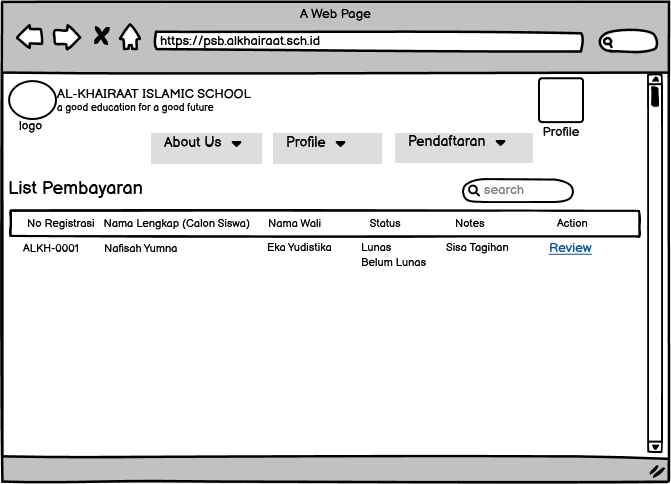 A Web Page
https://psb.alkhairaat.sch.id
AL-KHAIRAAT ISLAMIC SCHOOL
a good education for a good future
logo
Profile
About Us
Profile
Pendaftaran
List Pembayaran
search
No Registrasi Nama Lengkap (Calon Siswa) Nama Wali Status Notes Action
ALKH-0001 Nafisah Yumna Eka Yudistika Lunas Sisa Tagihan Review
Belum Lunas